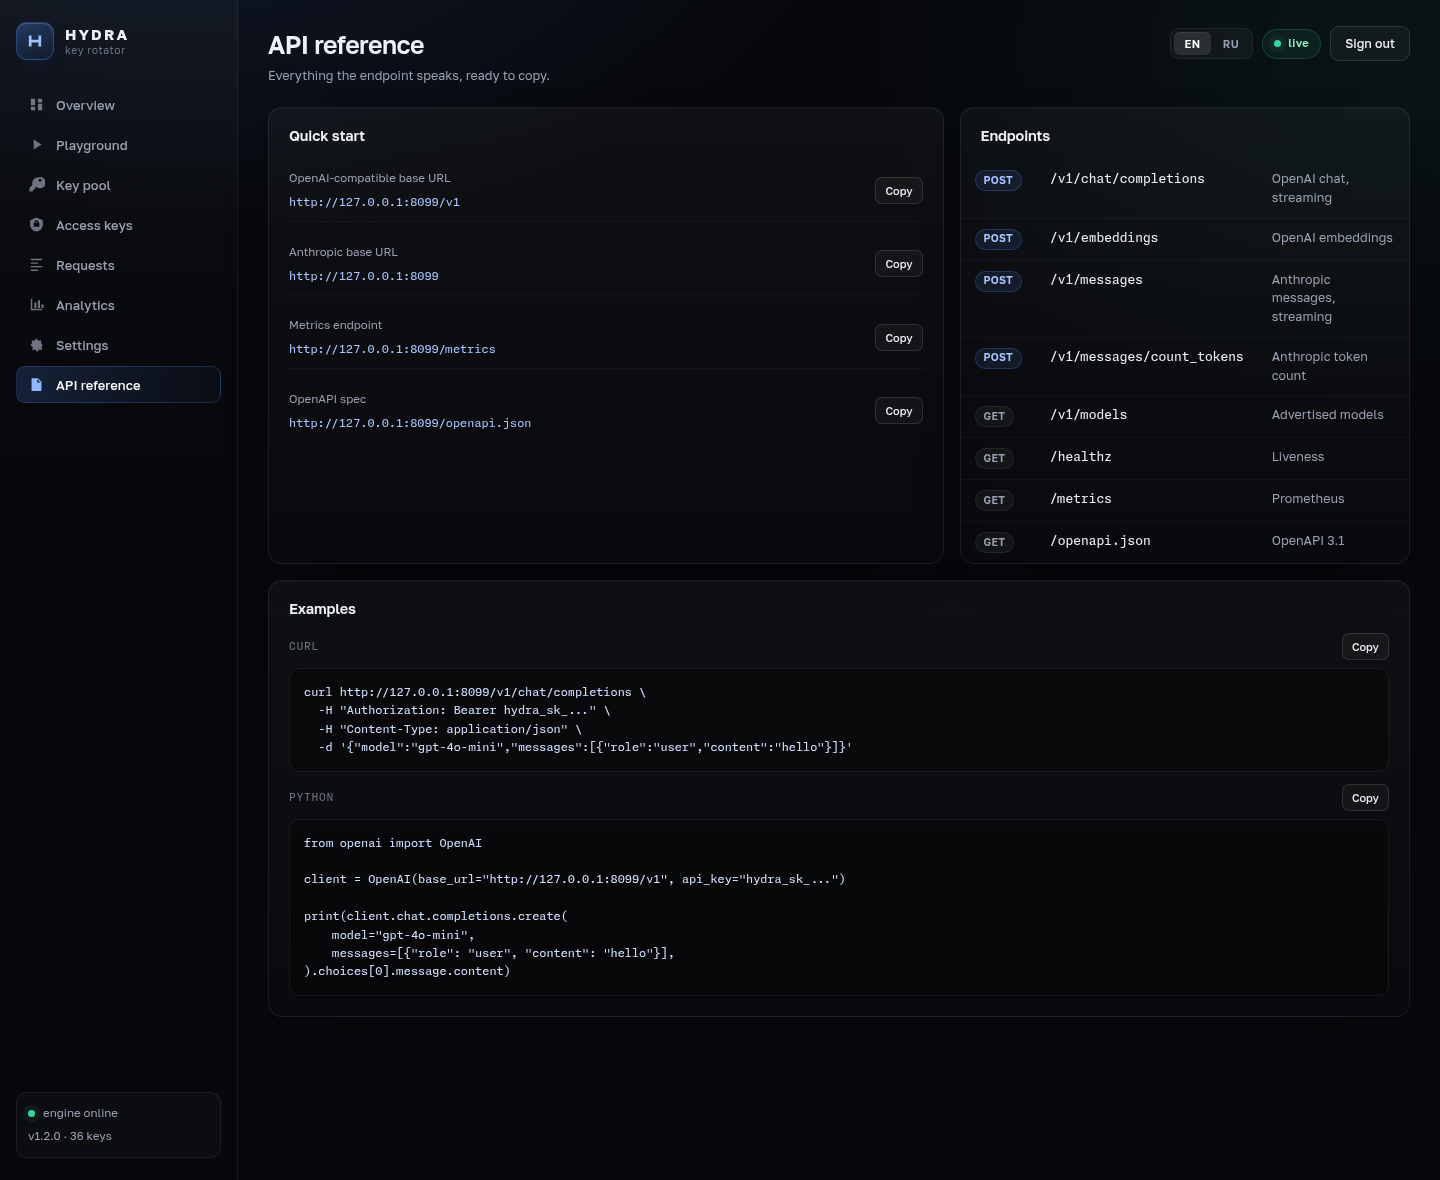 HYDRA
key rotator
Overview
Playground
Key pool
Access keys
Requests
Analytics
Settings
API reference
engine online
v1.2.0 · 36 keys
API reference
Everything the endpoint speaks, ready to copy.
EN RU
live
Sign out
Quick start
OpenAI-compatible base URL
http://127.0.0.1:8099/v1
Copy
Anthropic base URL
http://127.0.0.1:8099
Copy
Metrics endpoint
http://127.0.0.1:8099/metrics
Copy
OpenAPI spec
http://127.0.0.1:8099/openapi.json
Copy
Endpoints
POST /v1/chat/completions OpenAI chat,
streaming
POST /v1/embeddings OpenAI embeddings
POST /v1/messages Anthropic
messages,
streaming
POST /v1/messages/count_tokens Anthropic token
count
GET /v1/models Advertised models
GET /healthz Liveness
GET /metrics Prometheus
GET /openapi.json OpenAPI 3.1
Examples
CURL
Copy
curl http://127.0.0.1:8099/v1/chat/completions \
  -H "Authorization: Bearer hydra_sk_..." \
  -H "Content-Type: application/json" \
  -d '{"model":"gpt-4o-mini","messages":[{"role":"user","content":"hello"}]}'
PYTHON
Copy
from openai import OpenAI
client = OpenAI(base_url="http://127.0.0.1:8099/v1", api_key="hydra_sk_...")
print(client.chat.completions.create(
    model="gpt-4o-mini",
    messages=[{"role": "user", "content": "hello"}],
).choices[0].message.content)